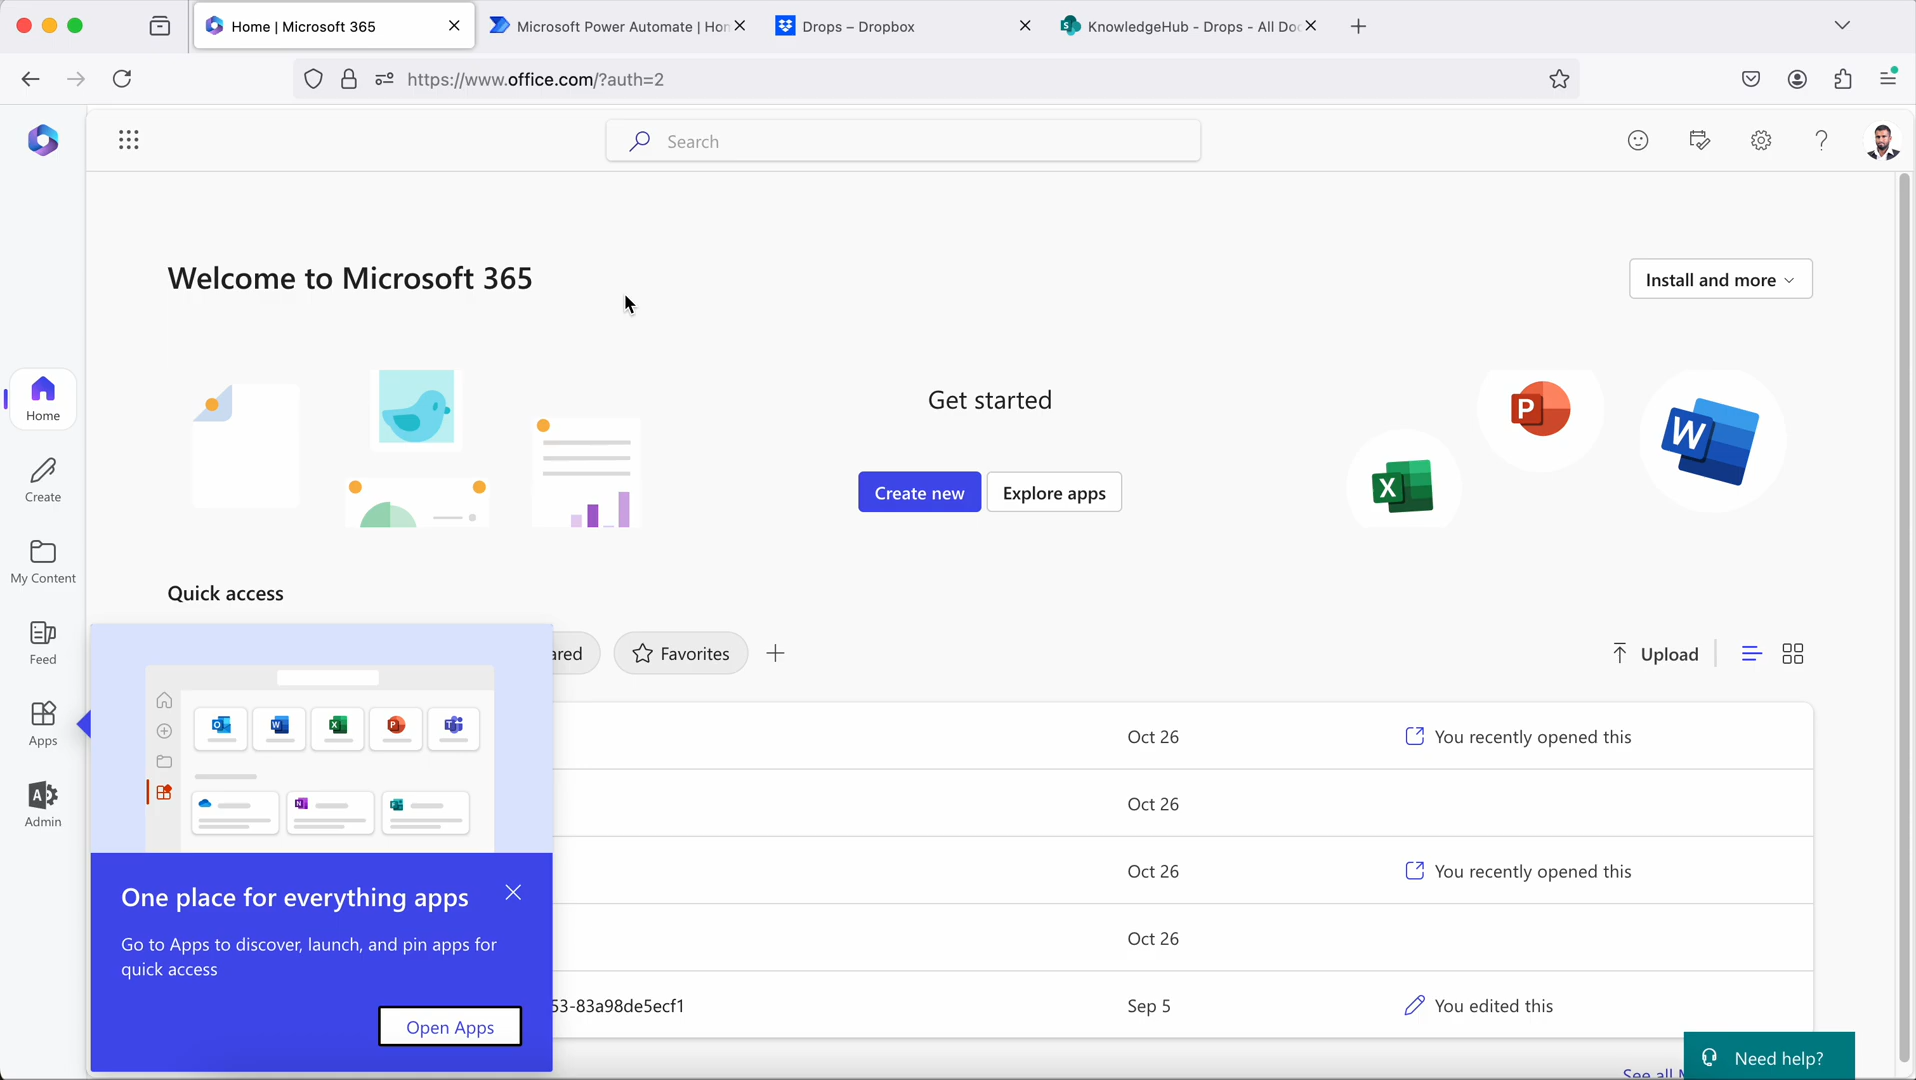 Home | Microsoft 365
Microsoft Power Automate | Hom
Drops – Dropbox
KnowledgeHub - Drops - All Doc
https://www.office.com/?auth=2
Search
Welcome to Microsoft 365
Install and more
Home
Create
My Content
Feed
Apps
Admin
Get started
Create new
Explore apps
P
W
X
Quick access
ared
Favorites
Upload
Oct 26
You recently opened this
Oct 26
Oct 26
You recently opened this
Oct 26
53-83a98de5ecf1
Sep 5
You edited this
One place for everything apps
Go to Apps to discover, launch, and pin apps for
quick access
Open Apps
Need help?
See all